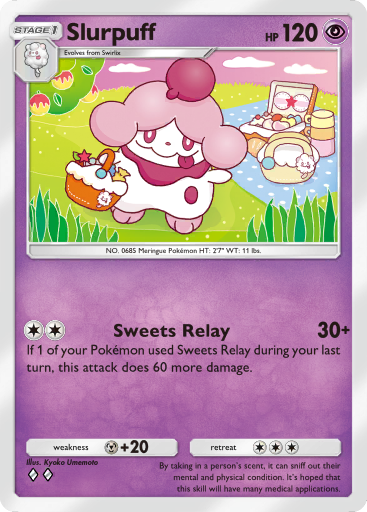 STAGE 1 Slurpuff HP 120
Evolves from Swirlix
NO. 0685 Meringue Pokémon HT: 2'7" WT: 11 lbs.
Sweets Relay 30+
If 1 of your Pokémon used Sweets Relay during your last
turn, this attack does 60 more damage.
weakness +20 retreat
Illus. Kyoko Umemoto
By taking in a person's scent, it can sniff out their
mental and physical condition. It's hoped that
this skill will have many medical applications.